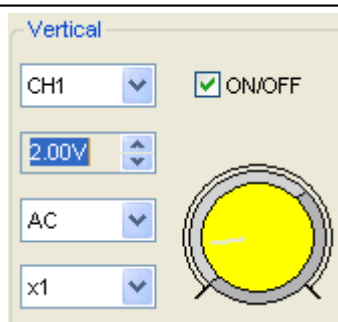 Vertical
CH1
ON/OFF
2.00V
AC
x1